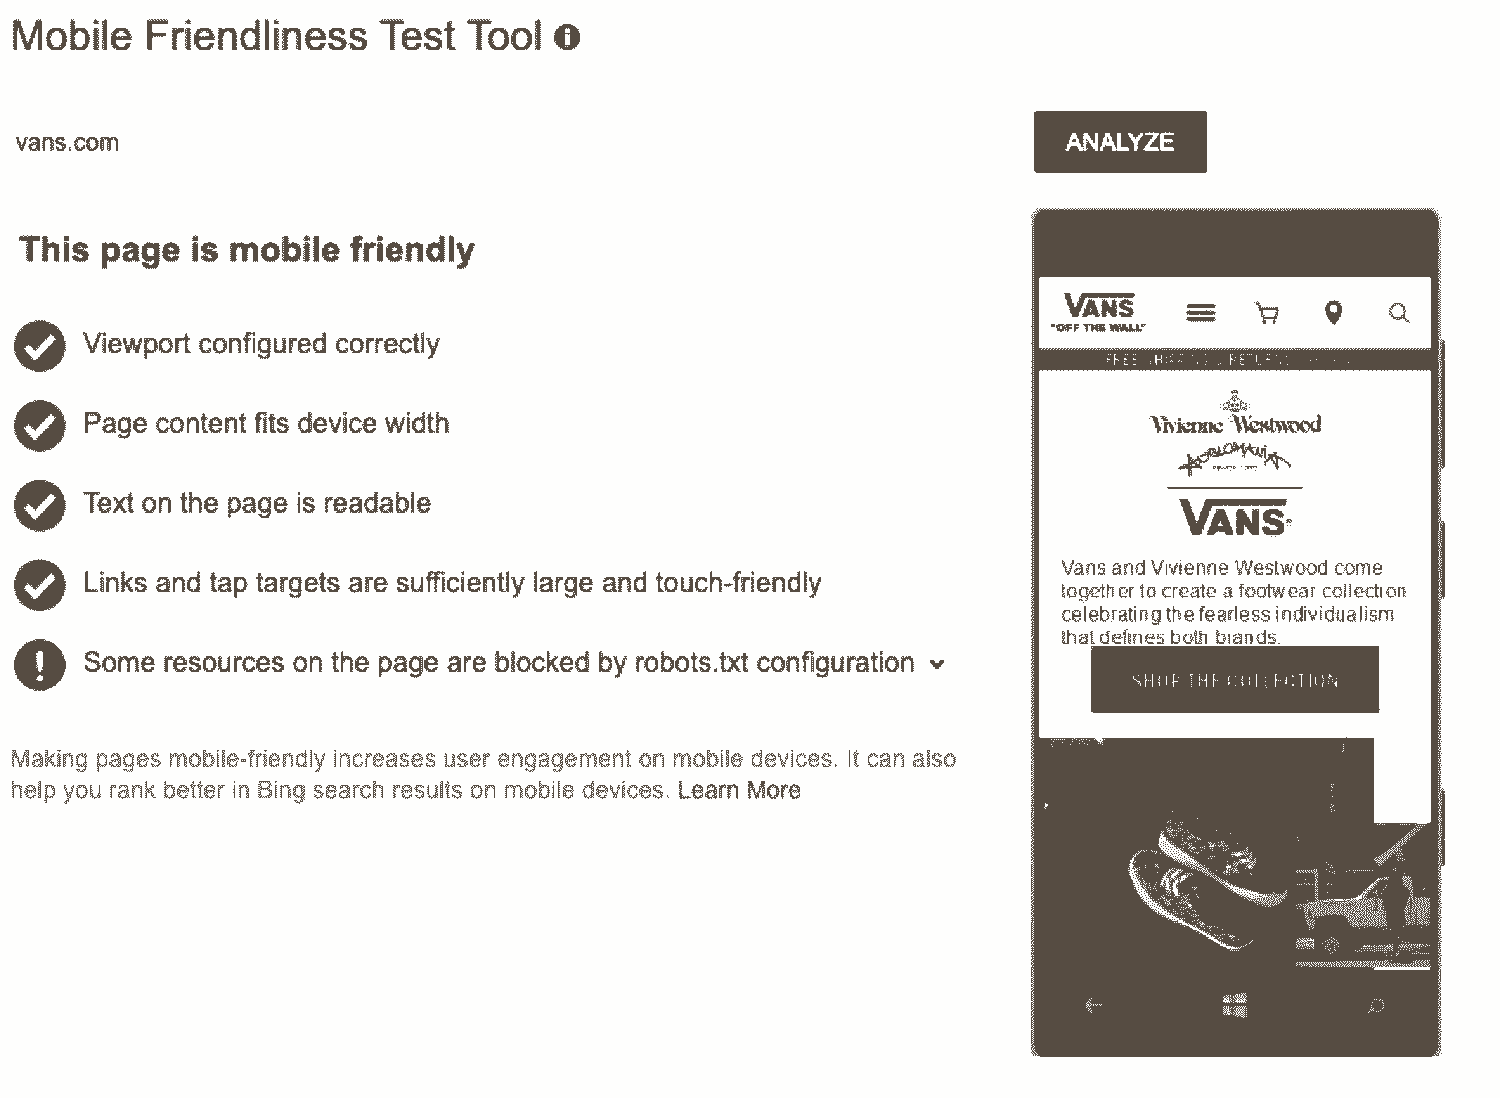 Mobile Friendliness Test Tool
vans.com
ANALYZE
This page is mobile friendly
Viewport configured correctly
Page content fits device width
Text on the page is readable
Links and tap targets are sufficiently large and touch-friendly
Some resources on the page are blocked by robots.txt configuration
Making pages mobile-friendly increases user engagement on mobile devices. It can also
help you rank better in Bing search results on mobile devices. Learn More
VANS
"OFF THE WALL"
FREE SHIPPING
Vivienne Westwood
VANS
Vans and Vivienne Westwood come
together to create a footwear collection
celebrating the fearless individualism
that defines both brands.
SHOP THE COLLECTION